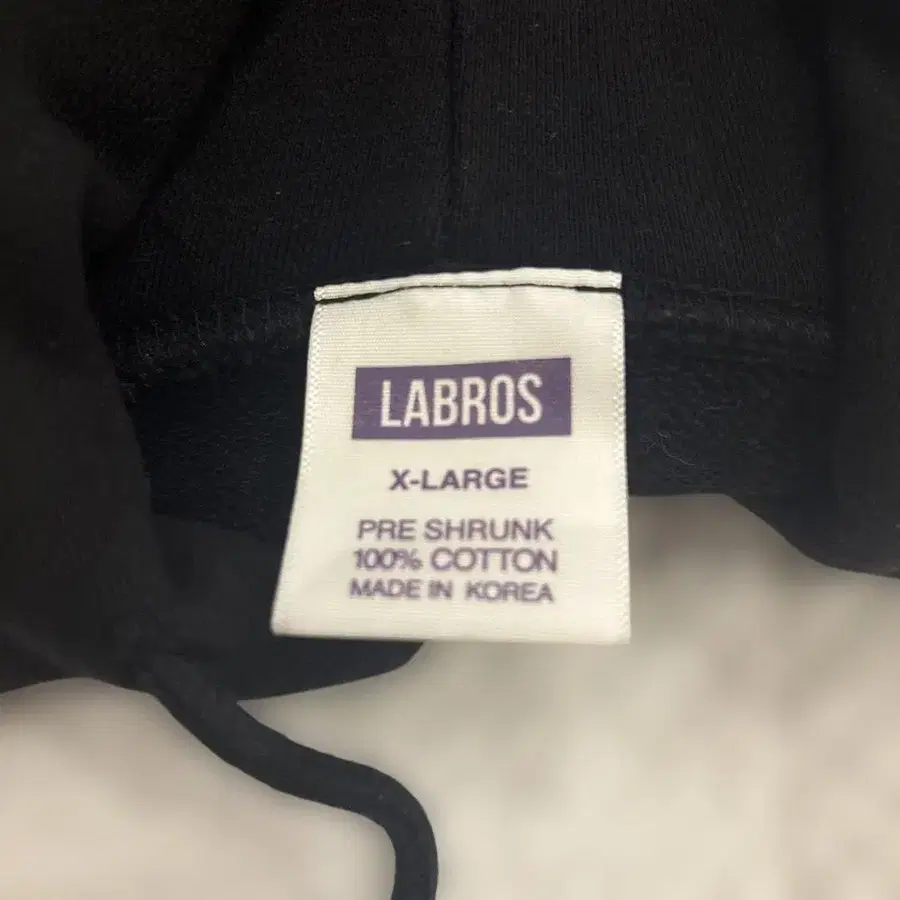 LABROS
X-LARGE
PRE SHRUNK
100% COTTON
MADE IN KOREA